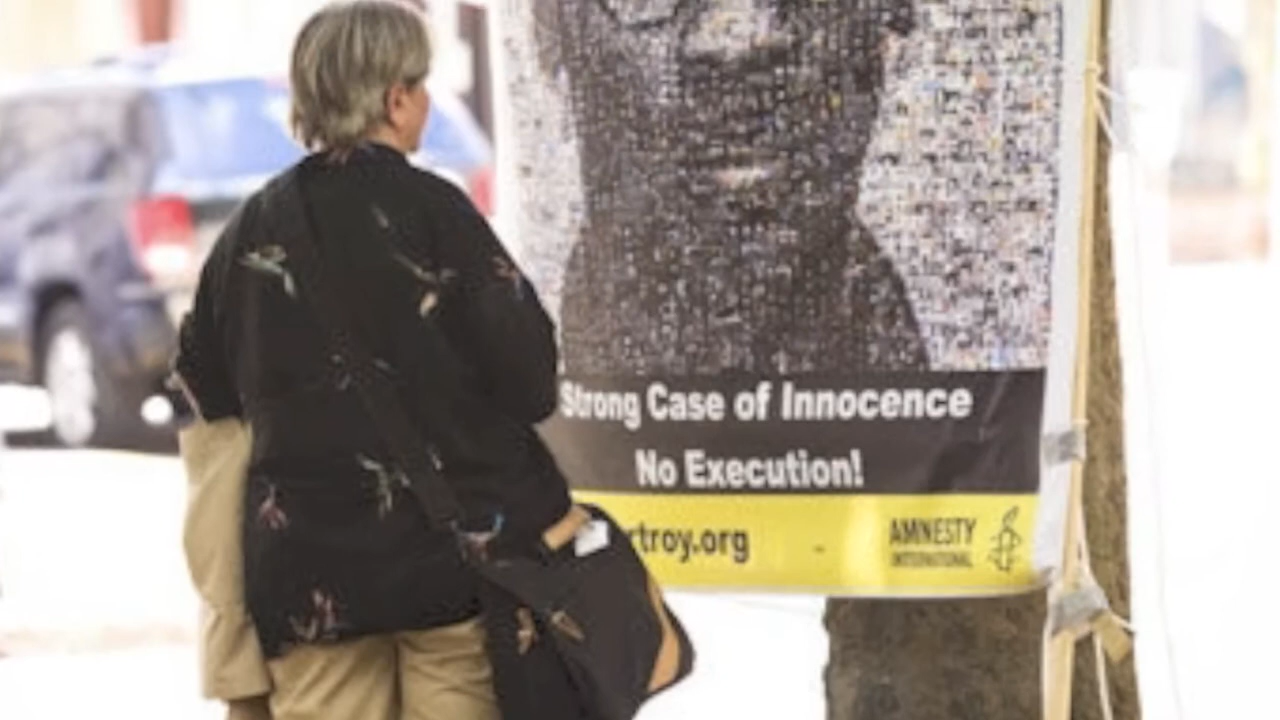 Strong Case of Innocence
No Execution!
rtroy.org
AMNESTY
INTERNATIONAL